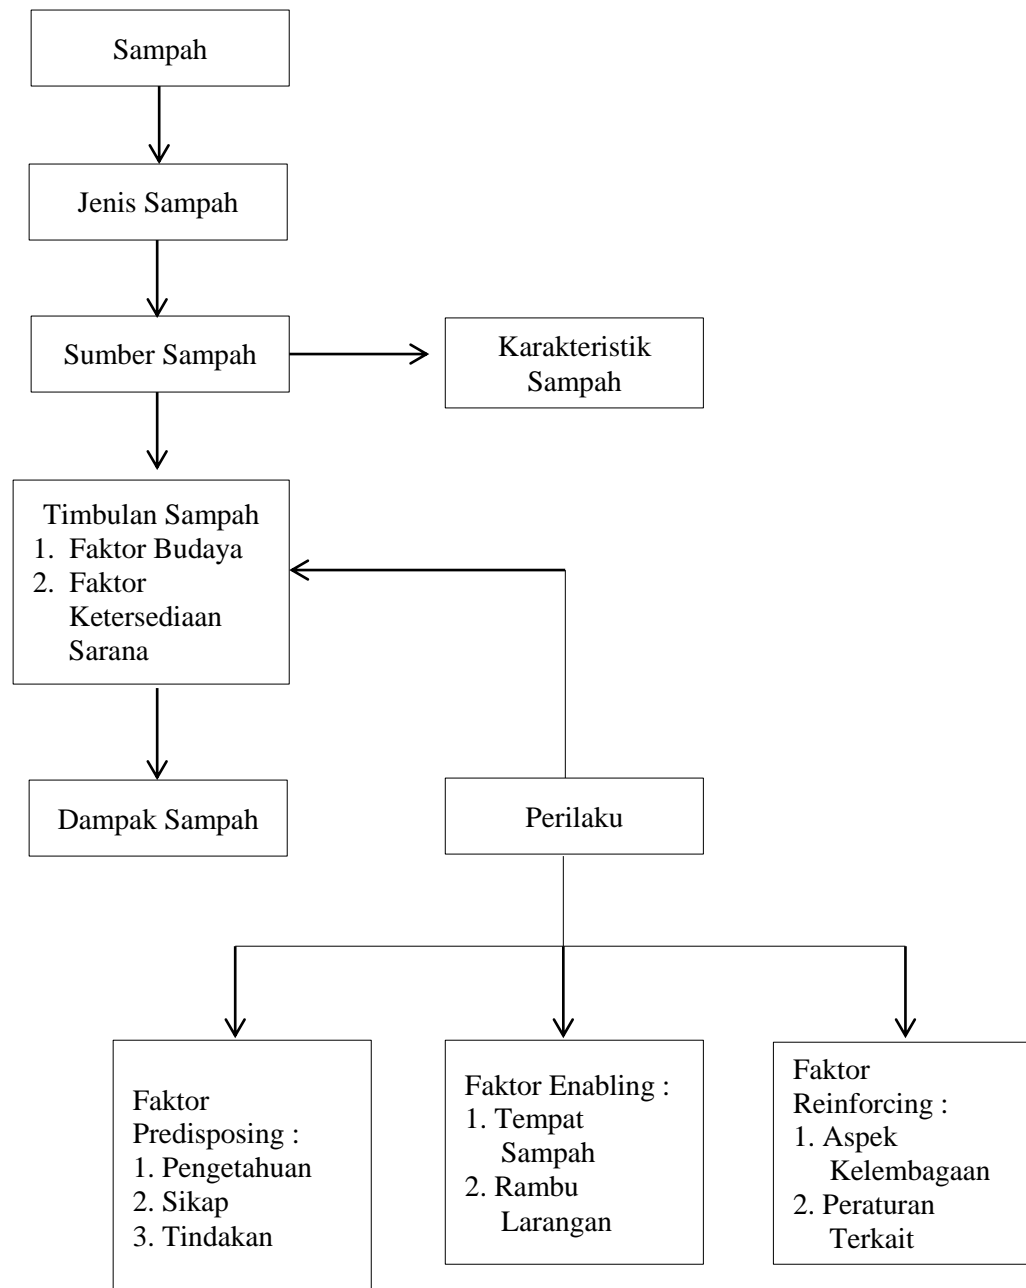 Sampah
Jenis Sampah
Sumber Sampah
Karakteristik
Sampah
Timbulan Sampah
1. Faktor Budaya
2. Faktor
Ketersediaan
Sarana
Dampak Sampah
Perilaku
Faktor
Predisposing :
1. Pengetahuan
2. Sikap
3. Tindakan
Faktor Enabling :
1. Tempat
Sampah
2. Rambu
Larangan
Faktor
Reinforcing :
1. Aspek
Kelembagaan
2. Peraturan
Terkait